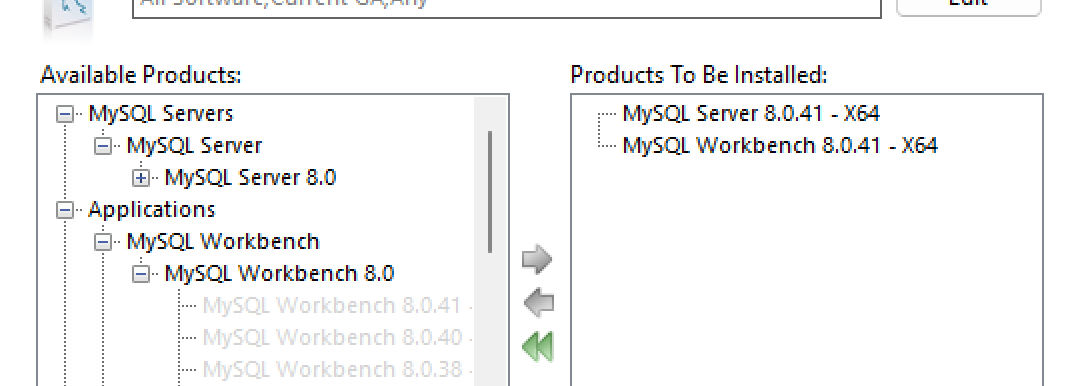 All Software,Current GA,Any
Edit
Available Products:
Products To Be Installed:
MySQL Servers
MySQL Server
MySQL Server 8.0
Applications
MySQL Workbench
MySQL Workbench 8.0
MySQL Workbench 8.0.41 -
MySQL Workbench 8.0.40 -
MySQL Workbench 8.0.38 -
MySQL Server 8.0.41 - X64
MySQL Workbench 8.0.41 - X64